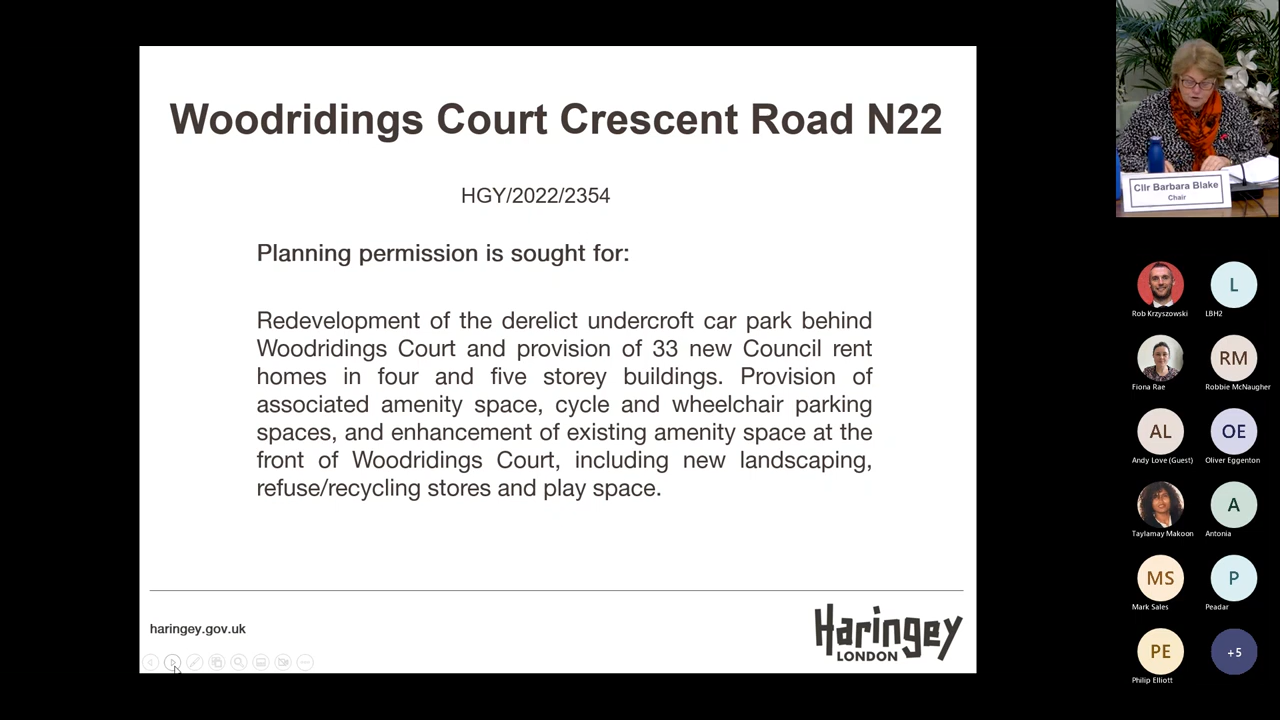 Woodridings Court Crescent Road N22
HGY/2022/2354
Planning permission is sought for:
Redevelopment of the derelict undercroft car park behind
Woodridings Court and provision of 33 new Council rent
homes in four and five storey buildings. Provision of
associated amenity space, cycle and wheelchair parking
spaces, and enhancement of existing amenity space at the
front of Woodridings Court, including new landscaping,
refuse/recycling stores and play space.
haringey.gov.uk
Haringey
LONDON
Cllr Barbara Blake
Chair
Rob Krzyszowski
L
LBH2
Fiona Rae
RM
Robbie McNaugher
AL
Andy Love (Guest)
OE
Oliver Eggenton
Taylamay Makoon
A
Antonia
MS
Mark Sales
P
Peadar
PE
Philip Elliott
+5